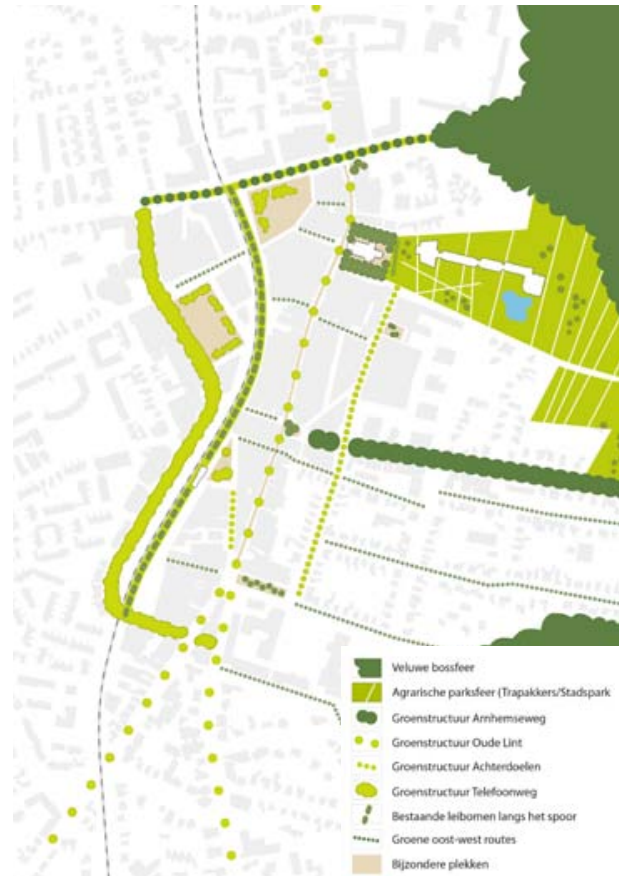 Veluwe bossfeer
Agrarische parksfeer (Trapakkers/Stadspark
Groenstructuur Arnhemseweg
Groenstructuur Oude Lint
Groenstructuur Achterdoelen
Groenstructuur Telefoonweg
Bestaande leibomen langs het spoor
Groene oost-west routes
Bijzondere plekken